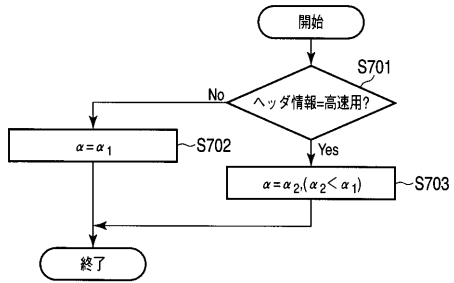 開始
S701
ヘッダ情報=高速用?
No
Yes
α=α1
S702
α=α2,(α2<α1)
S703
終了